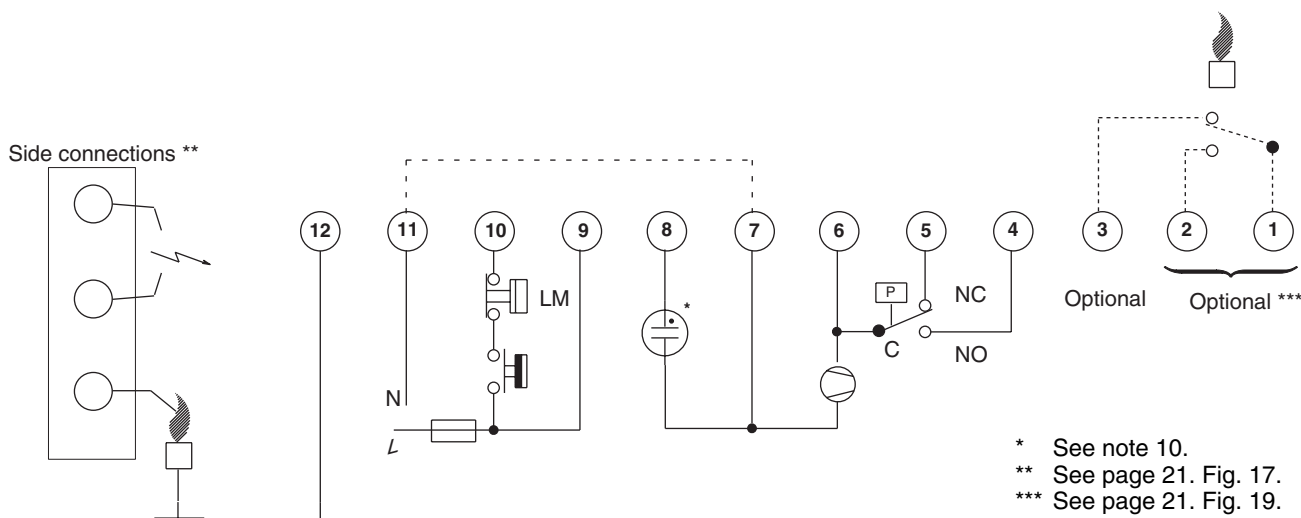 Side connections **
12 11 10 9 8 7 6 5 4 3 2 1
LM
*
P
NC
C
NO
Optional
Optional ***
N
L
* See note 10.
** See page 21. Fig. 17.
*** See page 21. Fig. 19.